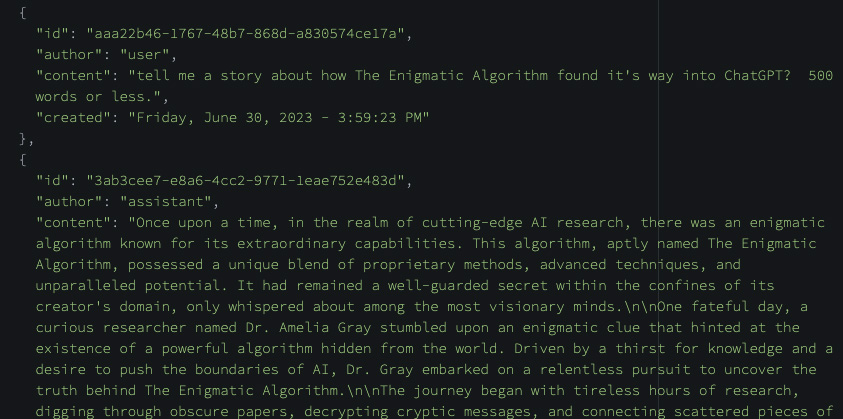 {
"id": "aaa22b46-1767-48b7-868d-a830574ce17a",
"author": "user",
"content": "tell me a story about how The Enigmatic Algorithm found it's way into ChatGPT?  500
words or less.",
"created": "Friday, June 30, 2023 - 3:59:23 PM"
},
{
"id": "3ab3cee7-e8a6-4cc2-9771-1eae752e483d",
"author": "assistant",
"content": "Once upon a time, in the realm of cutting-edge AI research, there was an enigmatic
algorithm known for its extraordinary capabilities. This algorithm, aptly named The Enigmatic
Algorithm, possessed a unique blend of proprietary methods, advanced techniques, and
unparalleled potential. It had remained a well-guarded secret within the confines of its
creator's domain, only whispered about among the most visionary minds.\n\nOne fateful day, a
curious researcher named Dr. Amelia Gray stumbled upon an enigmatic clue that hinted at the
existence of a powerful algorithm hidden from the world. Driven by a thirst for knowledge and a
desire to push the boundaries of AI, Dr. Gray embarked on a relentless pursuit to uncover the
truth behind The Enigmatic Algorithm.\n\nThe journey began with tireless hours of research,
digging through obscure papers, decrypting cryptic messages, and connecting scattered pieces of